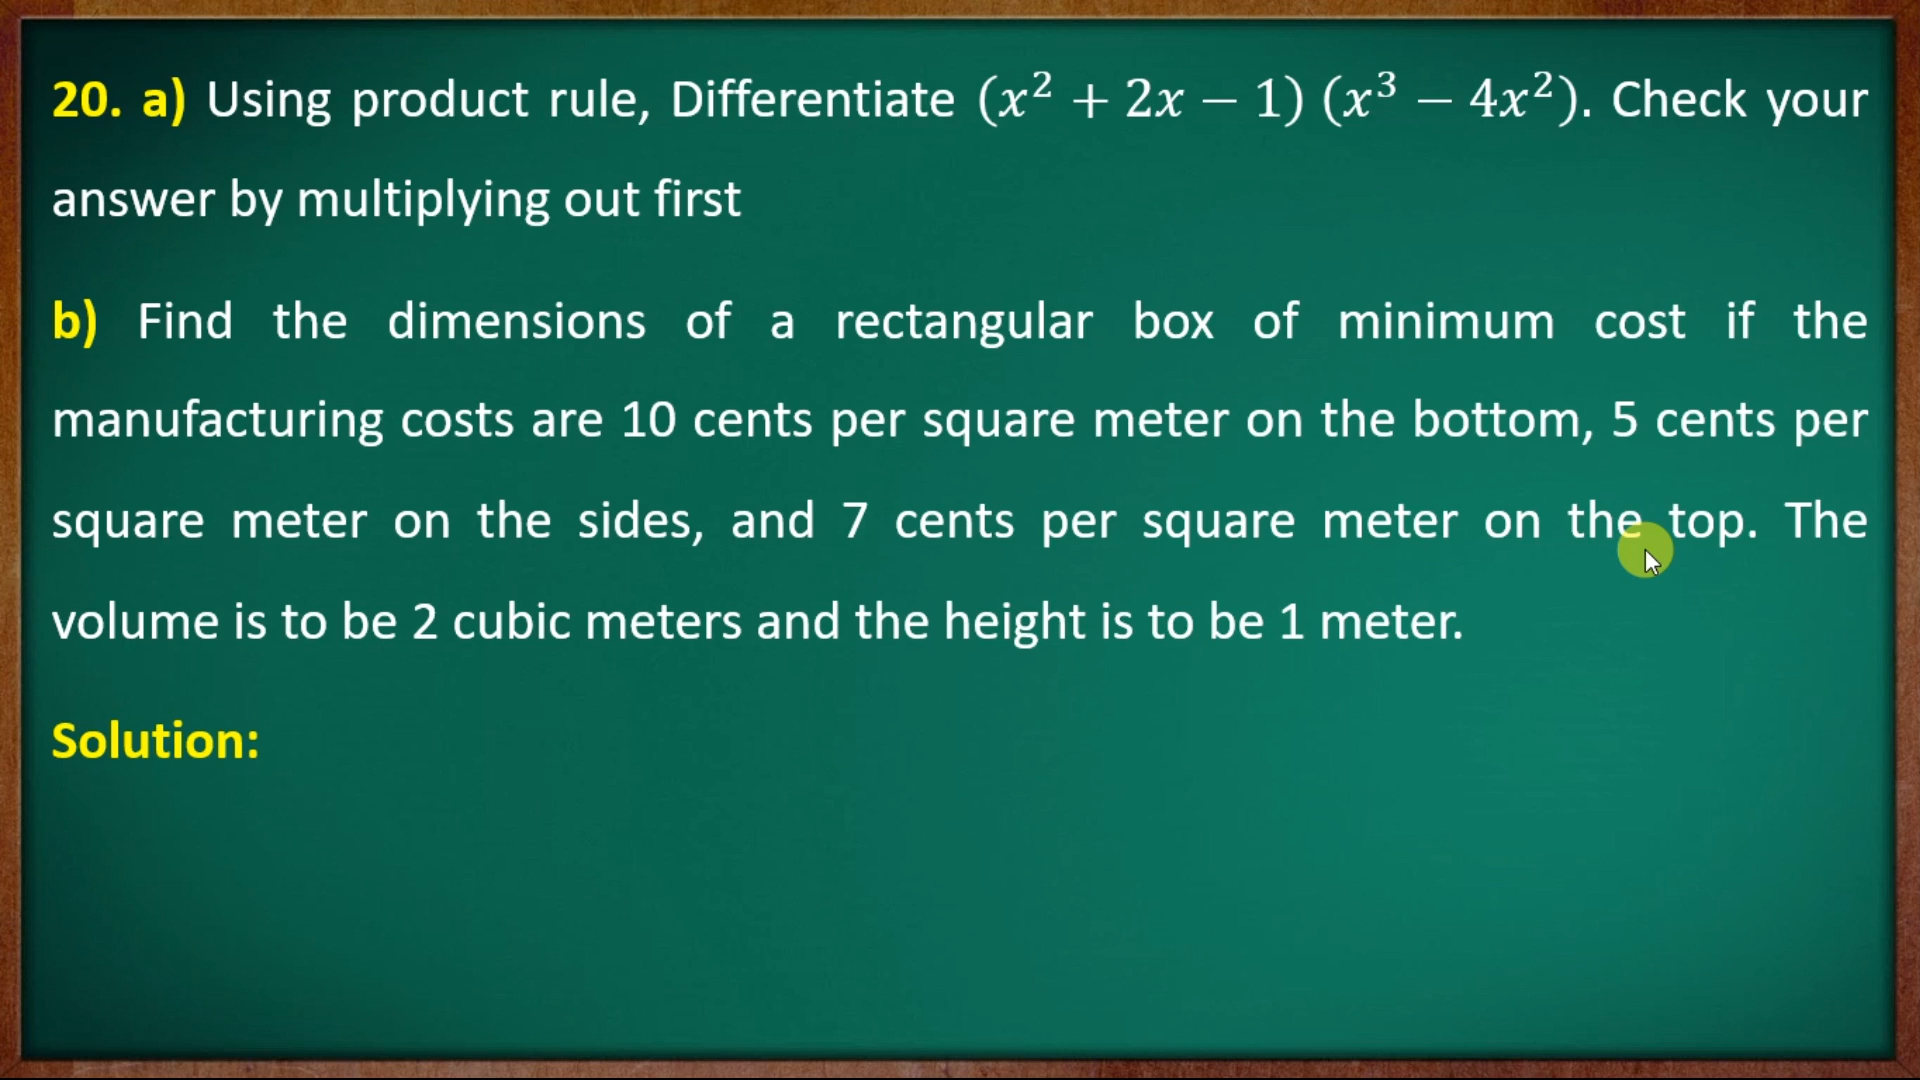 20. a) Using product rule, Differentiate (x² + 2x − 1) (x³ − 4x²). Check your
answer by multiplying out first
b) Find the dimensions of a rectangular box of minimum cost if the
manufacturing costs are 10 cents per square meter on the bottom, 5 cents per
square meter on the sides, and 7 cents per square meter on the top. The
volume is to be 2 cubic meters and the height is to be 1 meter.
Solution: